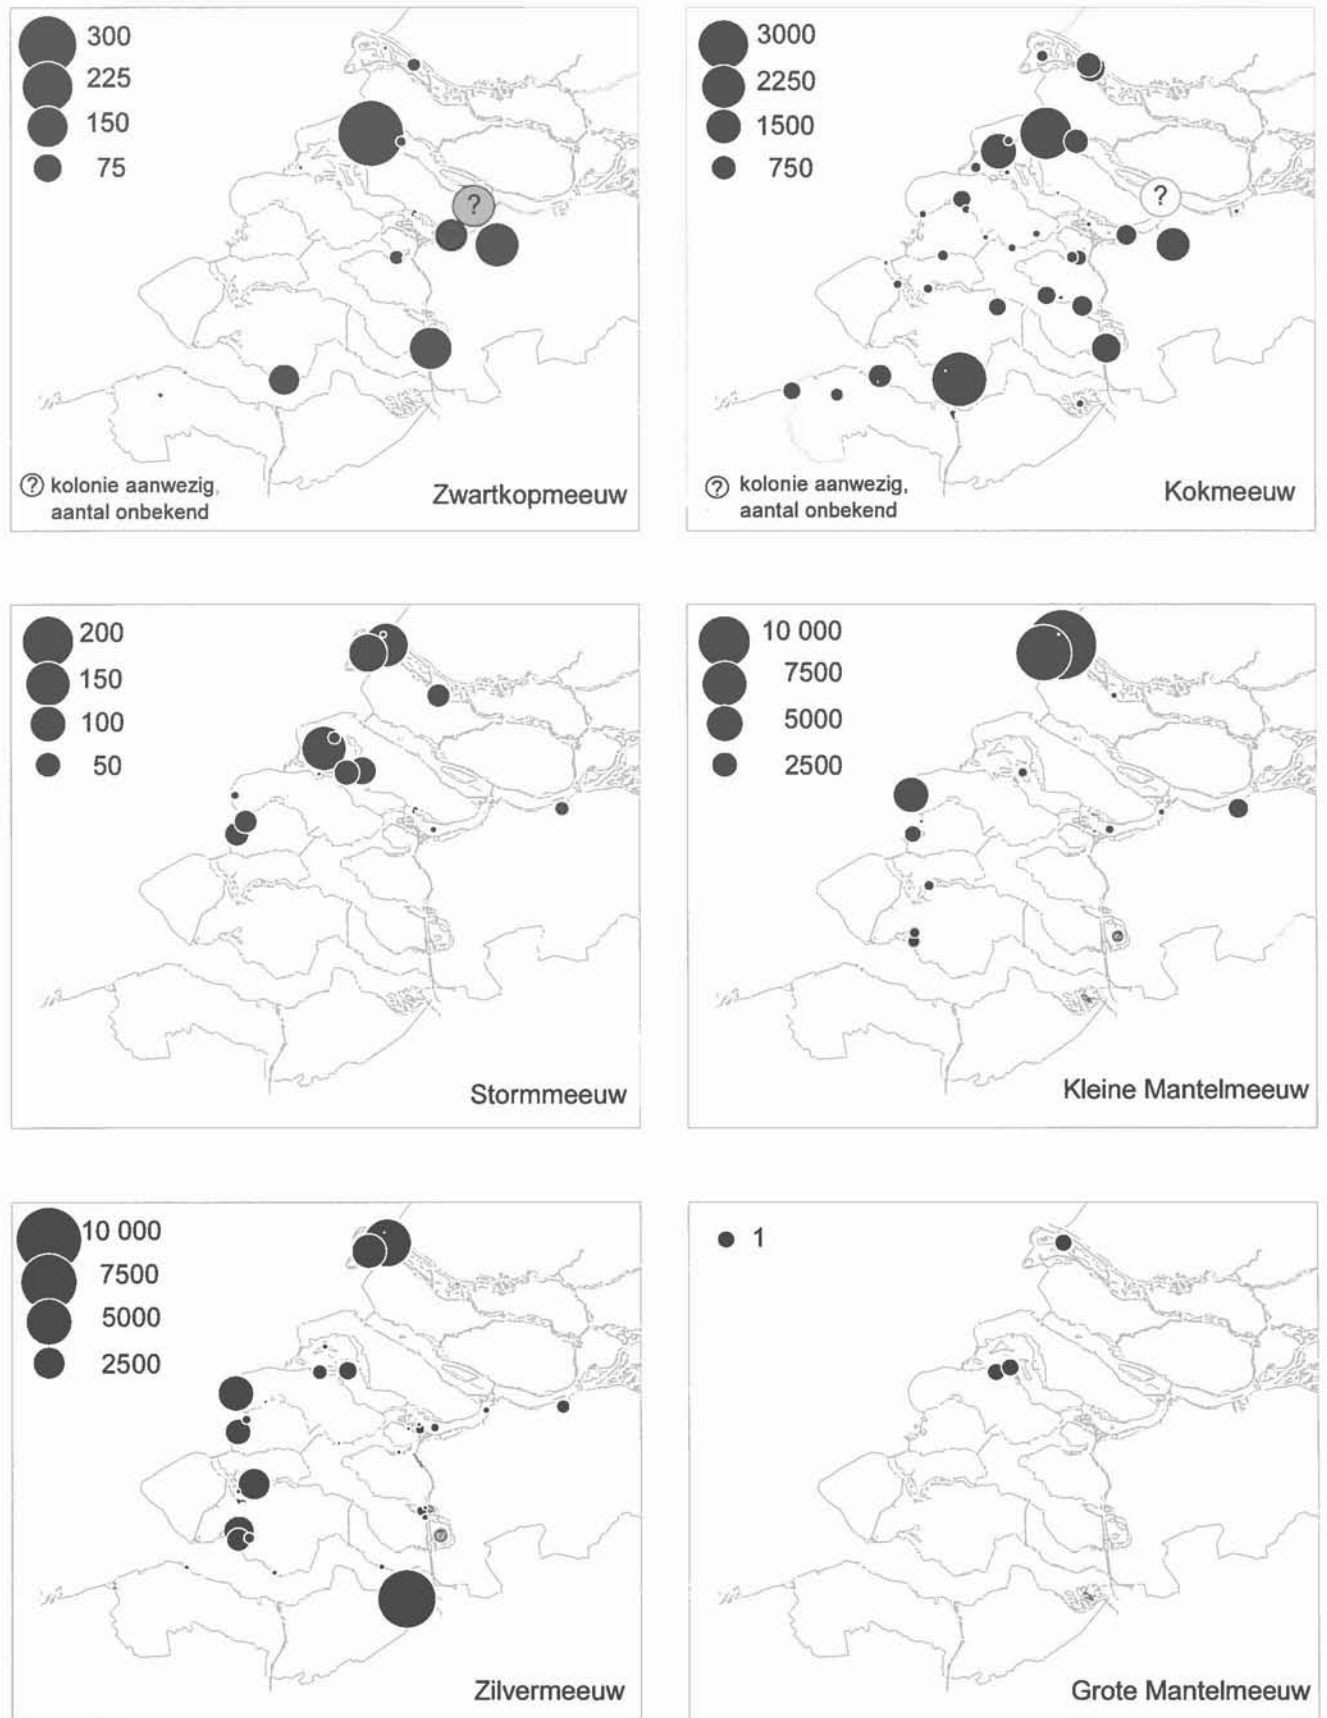 300
225
150
75
?
? kolonie aanwezig,
aantal onbekend
Zwartkopmeeuw
3000
2250
1500
750
?
? kolonie aanwezig,
aantal onbekend
Kokmeeuw
200
150
100
50
Stormmeeuw
10 000
7500
5000
2500
Kleine Mantelmeeuw
10 000
7500
5000
2500
Zilvermeeuw
1
Grote Mantelmeeuw